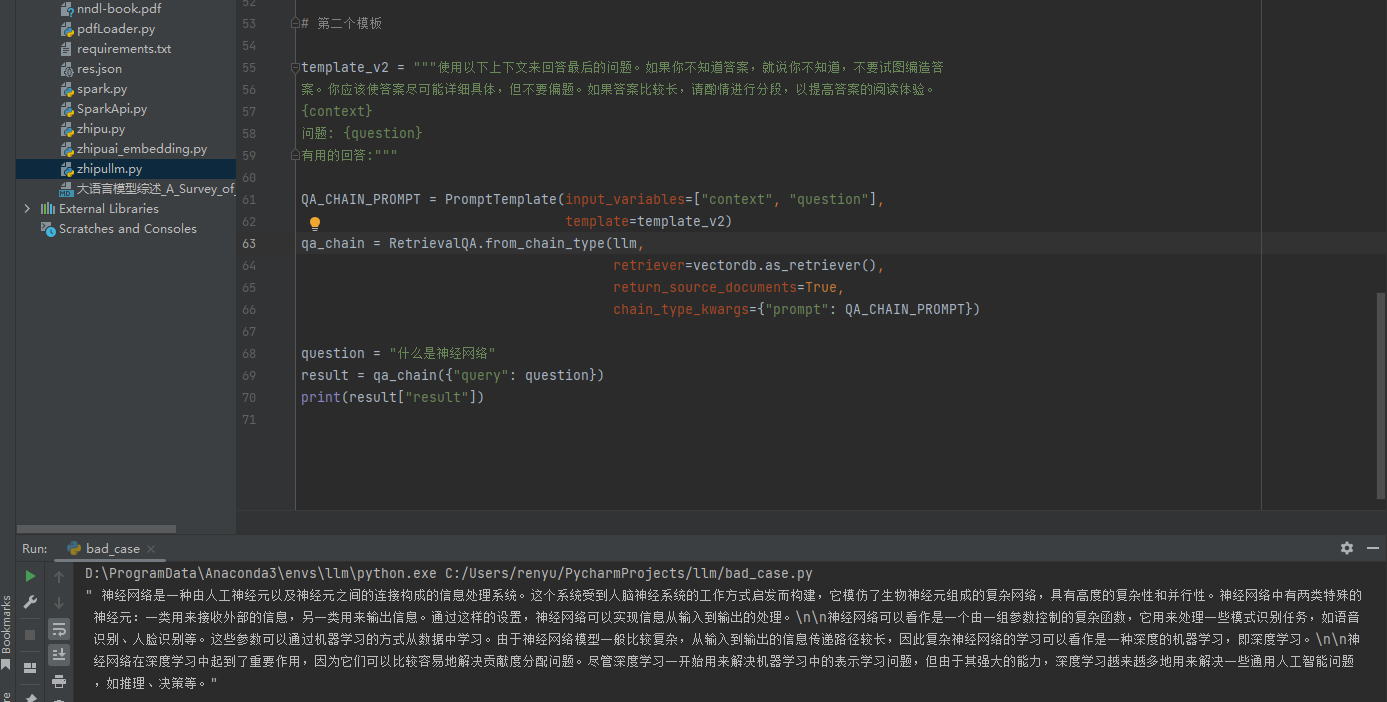 nndl-book.pdf
pdfLoader.py
requirements.txt
res.json
spark.py
SparkApi.py
zhipu.py
zhipuai_embedding.py
zhipullm.py
大语言模型综述_A_Survey_of_
External Libraries
Scratches and Consoles
52
53 # 第二个模板
54
55 template_v2 = """使用以下上下文来回答最后的问题。如果你不知道答案，就说你不知道，不要试图编造答
56 案。你应该使答案尽可能详细具体，但不要偏题。如果答案比较长，请酌情进行分段，以提高答案的阅读体验。
57 {context}
58 问题: {question}
59 有用的回答:"""
60
61 QA_CHAIN_PROMPT = PromptTemplate(input_variables=["context", "question"],
62 template=template_v2)
63 qa_chain = RetrievalQA.from_chain_type(llm,
64 retriever=vectordb.as_retriever(),
65 return_source_documents=True,
66 chain_type_kwargs={"prompt": QA_CHAIN_PROMPT})
67
68 question = "什么是神经网络"
69 result = qa_chain({"query": question})
70 print(result["result"])
71
Run: bad_case
D:\ProgramData\Anaconda3\envs\llm\python.exe C:/Users/renyu/PycharmProjects/llm/bad_case.py
" 神经网络是一种由人工神经元以及神经元之间的连接构成的信息处理系统。这个系统受到人脑神经系统的工作方式启发而构建，它模仿了生物神经元组成的复杂网络，具有高度的复杂性和并行性。神经网络中有两类特殊的
神经元：一类用来接收外部的信息，另一类用来输出信息。通过这样的设置，神经网络可以实现信息从输入到输出的处理。\n\n神经网络可以看作是一个由一组参数控制的复杂函数，它用来处理一些模式识别任务，如语音
识别、人脸识别等。这些参数可以通过机器学习的方式从数据中学习。由于神经网络模型一般比较复杂，从输入到输出的信息传递路径较长，因此复杂神经网络的学习可以看作是一种深度的机器学习，即深度学习。\n\n神
经网络在深度学习中起到了重要作用，因为它们可以比较容易地解决贡献度分配问题。尽管深度学习一开始用来解决机器学习中的表示学习问题，但由于其强大的能力，深度学习越来越多地用来解决一些通用人工智能问题
，如推理、决策等。"
Bookmarks